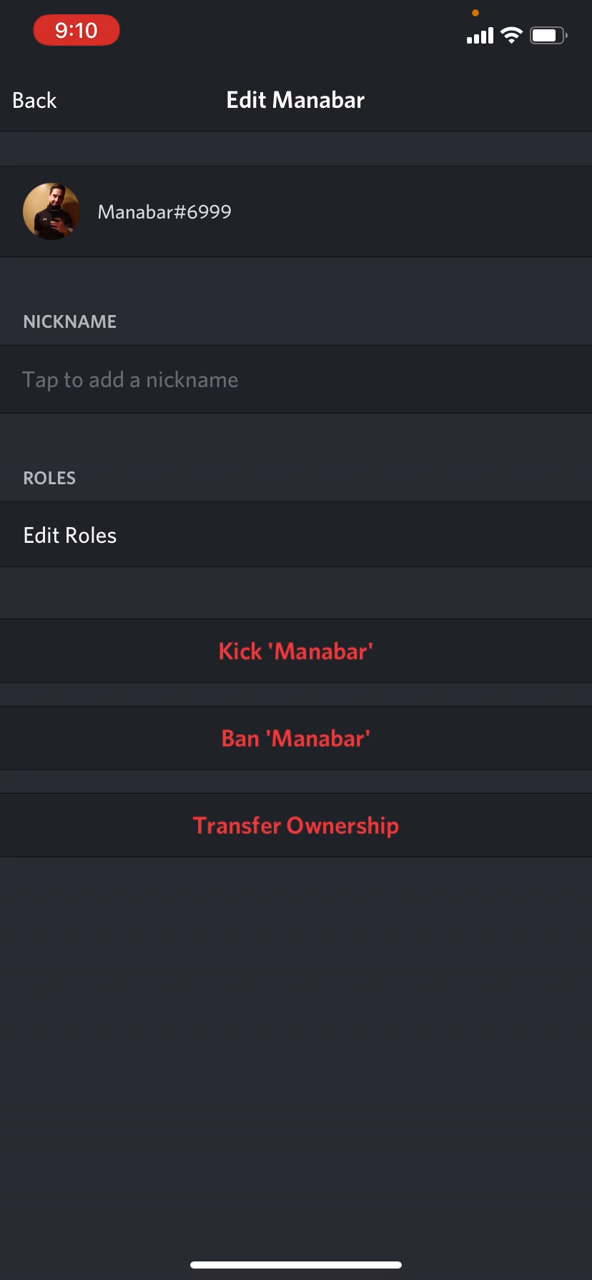 9:10
Back
Edit Manabar
Manabar#6999
NICKNAME
Tap to add a nickname
ROLES
Edit Roles
Kick 'Manabar'
Ban 'Manabar'
Transfer Ownership